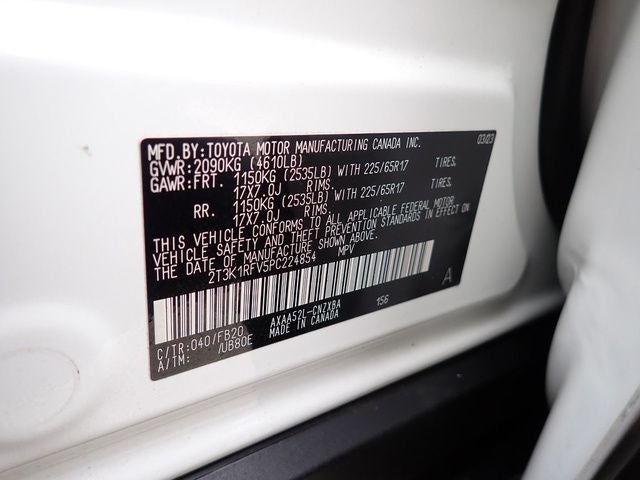 MFD.BY:TOYOTA MOTOR MANUFACTURING CANADA INC. 03/23
GVWR:2090KG (4610LB)
GAWR:FRT. 1150KG (2535LB) WITH 225/65R17 TIRES.
17X7.0J RIMS.
RR. 1150KG (2535LB) WITH 225/65R17 TIRES.
17X7.0J RIMS.
THIS VEHICLE CONFORMS TO ALL APPLICABLE FEDERAL MOTOR
VEHICLE SAFETY AND THEFT PREVENTION STANDARDS IN EFFECT ON
THE DATE OF MANUFACTURE SHOWN ABOVE.
2T3K1RFV5PC224854 MPV
A
C/TR:040/FB20 AXAA52L-CNZXBA 156
A/TM: /UB80E MADE IN CANADA